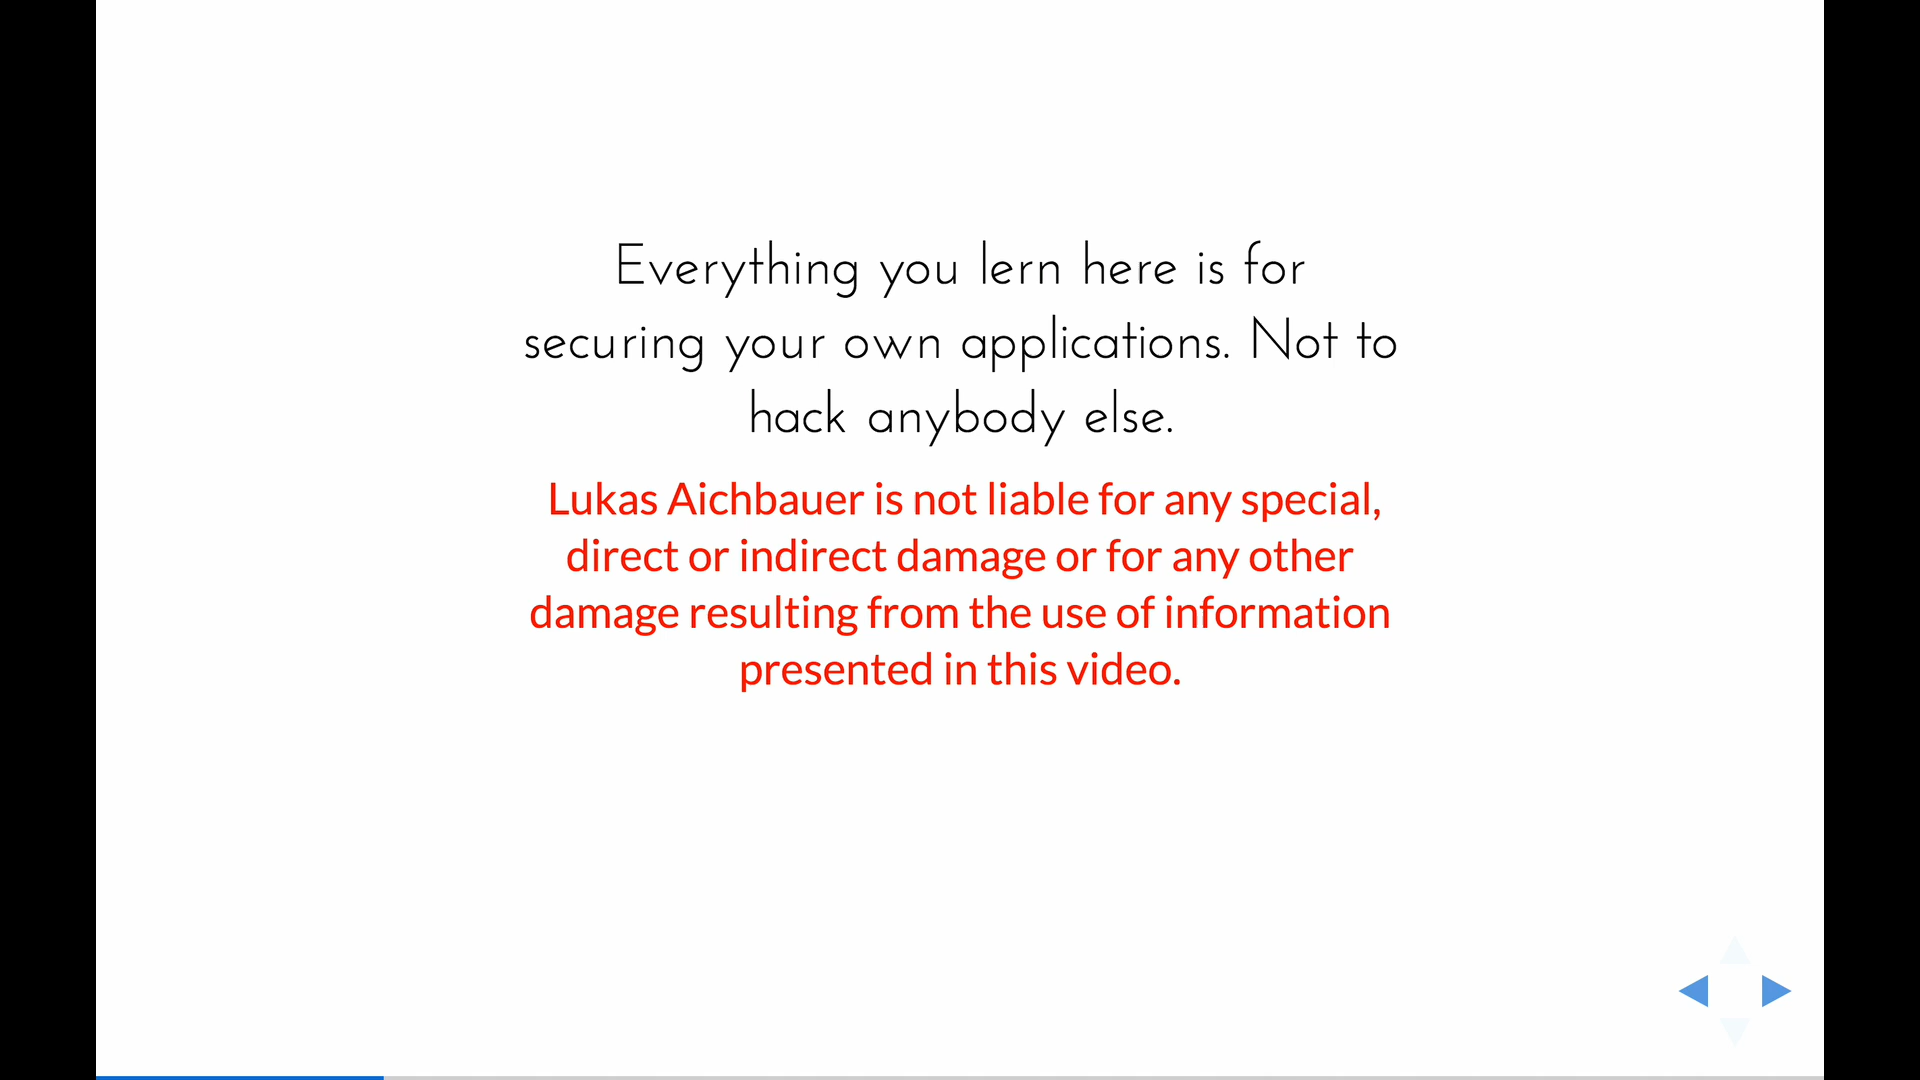 Everything you lern here is for
securing your own applications. Not to
hack anybody else.
Lukas Aichbauer is not liable for any special,
direct or indirect damage or for any other
damage resulting from the use of information
presented in this video.